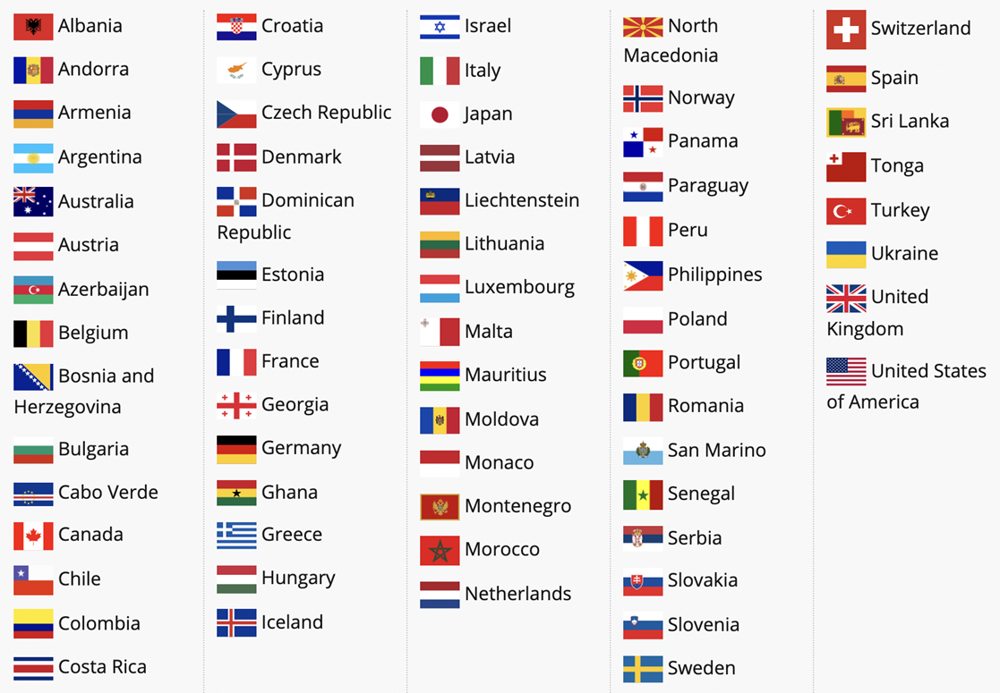 Albania
Andorra
Armenia
Argentina
Australia
Austria
Azerbaijan
Belgium
Bosnia and
Herzegovina
Bulgaria
Cabo Verde
Canada
Chile
Colombia
Costa Rica
Croatia
Cyprus
Czech Republic
Denmark
Dominican
Republic
Estonia
Finland
France
Georgia
Germany
Ghana
Greece
Hungary
Iceland
Israel
Italy
Japan
Latvia
Liechtenstein
Lithuania
Luxembourg
Malta
Mauritius
Moldova
Monaco
Montenegro
Morocco
Netherlands
North
Macedonia
Norway
Panama
Paraguay
Peru
Philippines
Poland
Portugal
Romania
San Marino
Senegal
Serbia
Slovakia
Slovenia
Sweden
Switzerland
Spain
Sri Lanka
Tonga
Turkey
Ukraine
United
Kingdom
United States
of America